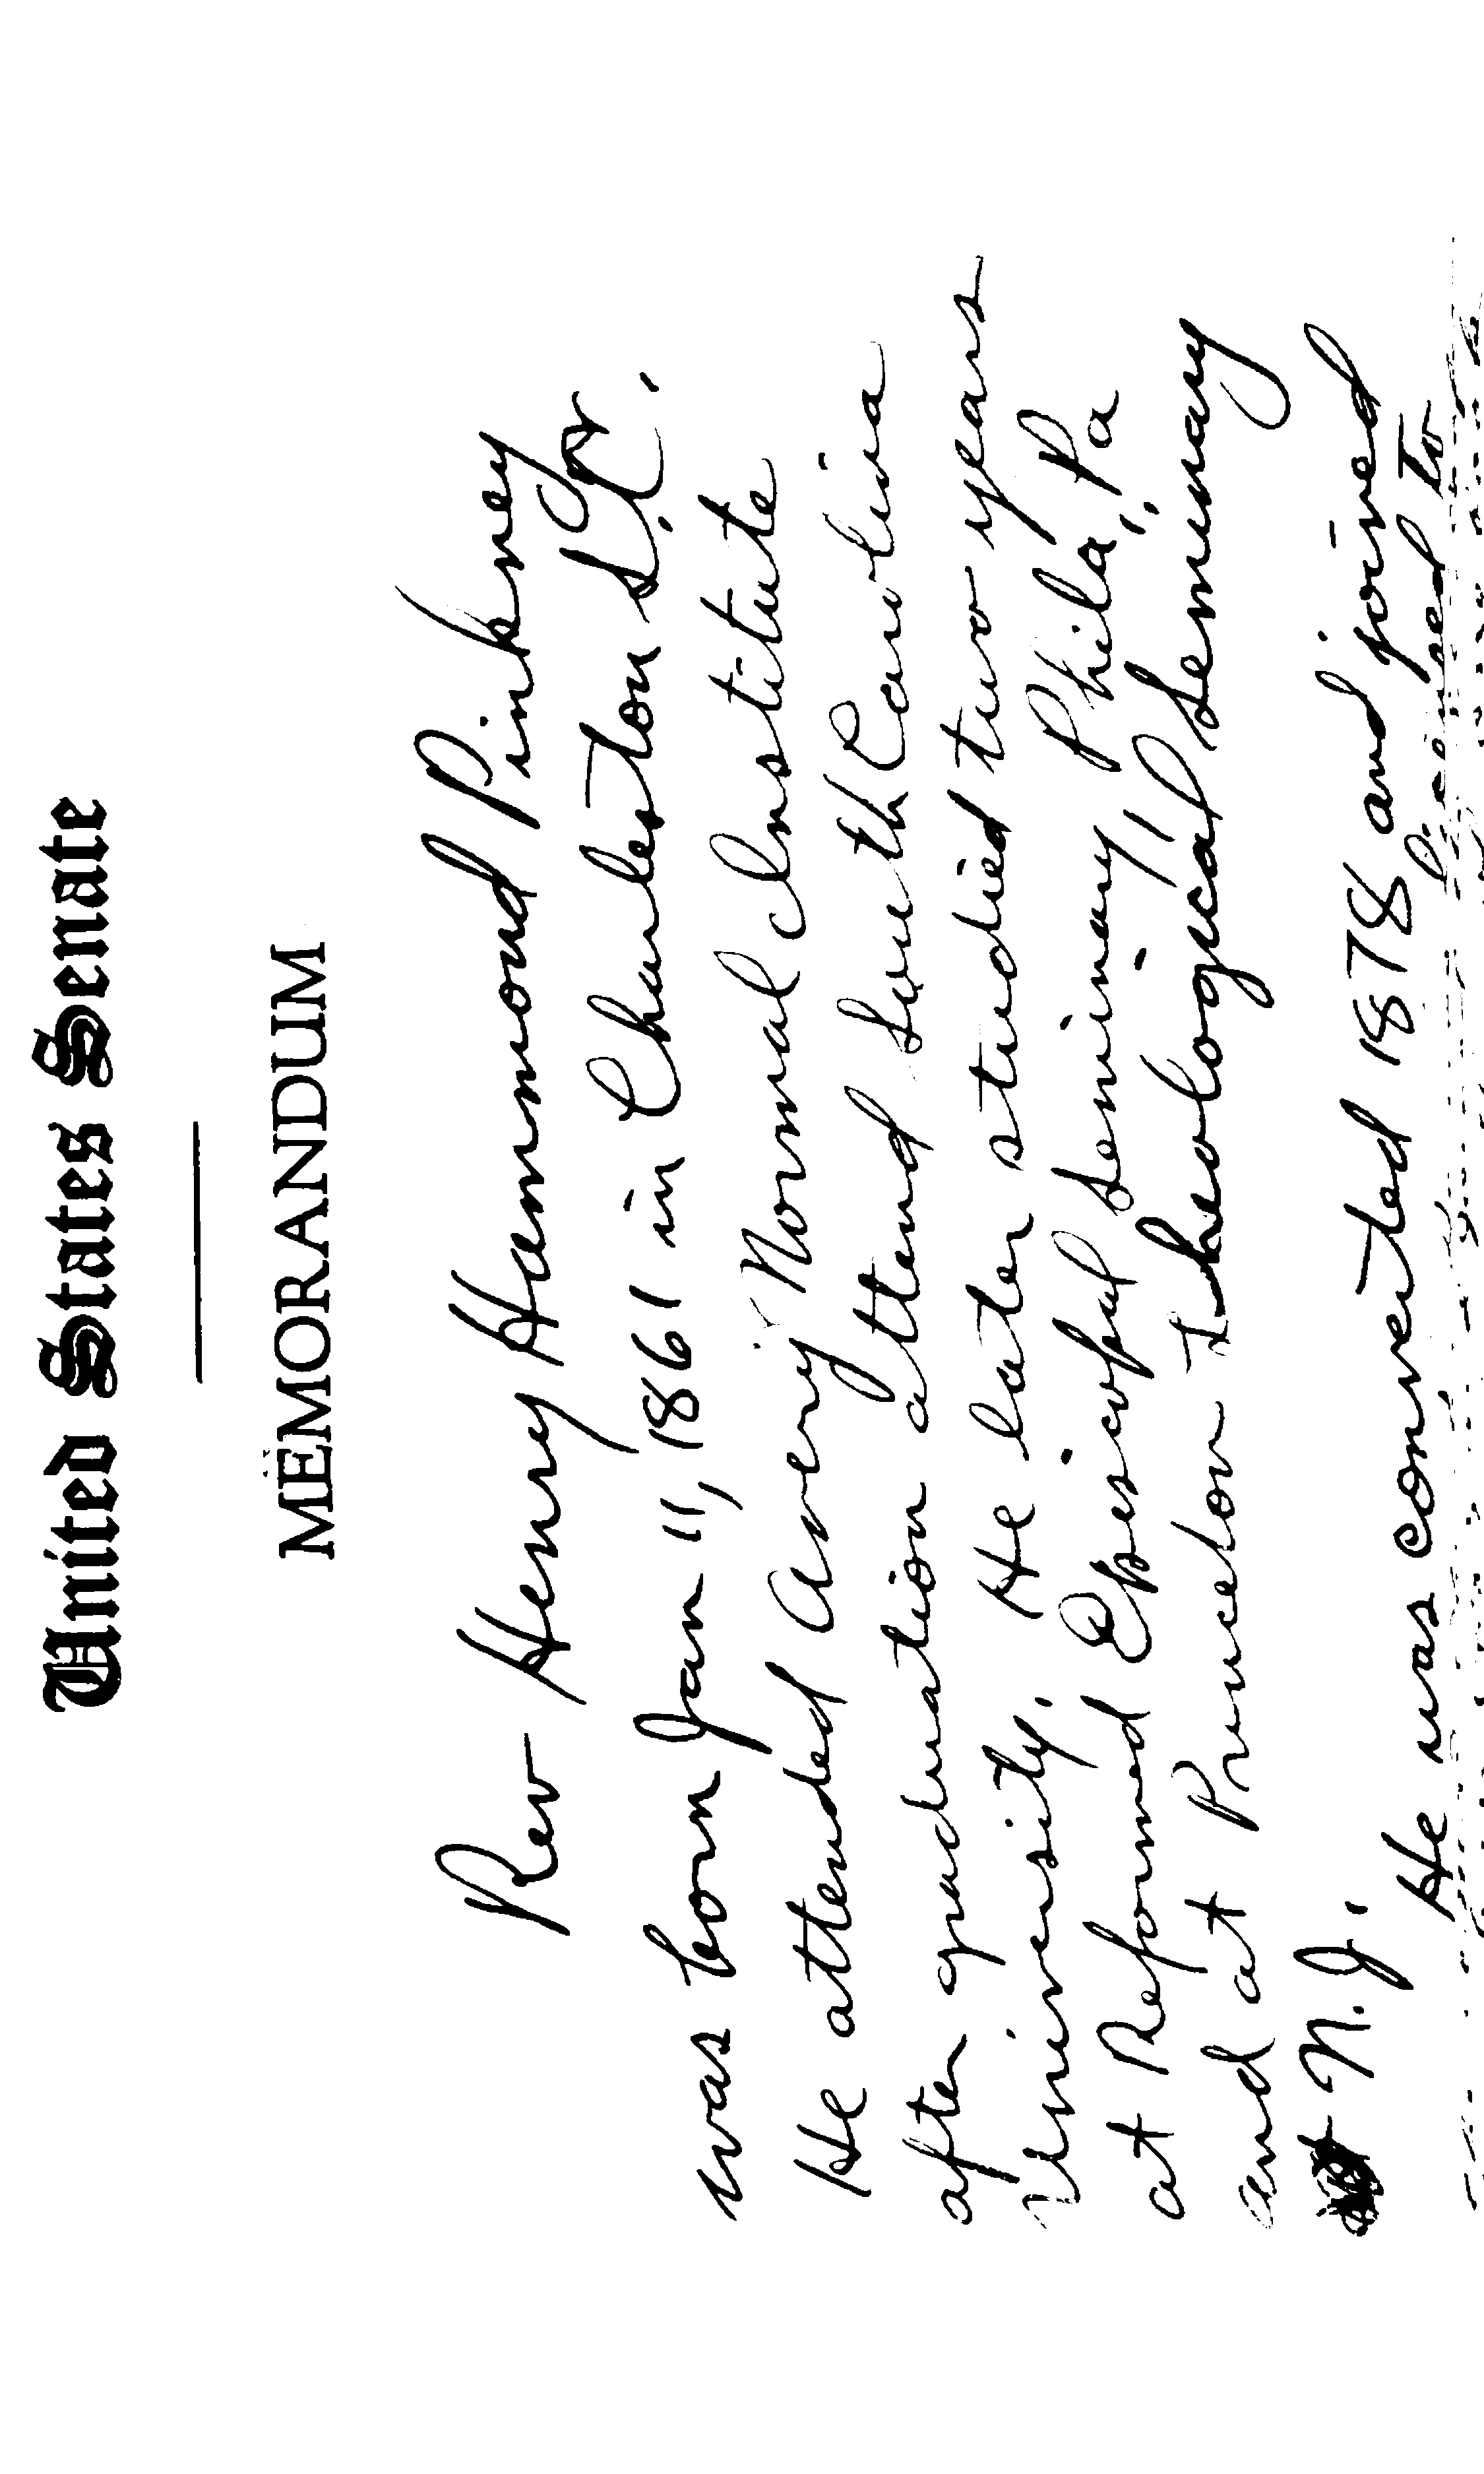 United States Senate
MEMORANDUM
Rev Henry Hammond Pinkney
was born Jan 11, 1861 in Charleston S.C.
He attended Avery Normal Institute
after graduation attend South Carolina
University. He later studied two years
at Reformed Episcopal Seminary, Phila, Pa
and at Princeton Theological Seminary
N.J.
He was converted 1878 and joined
licensed to